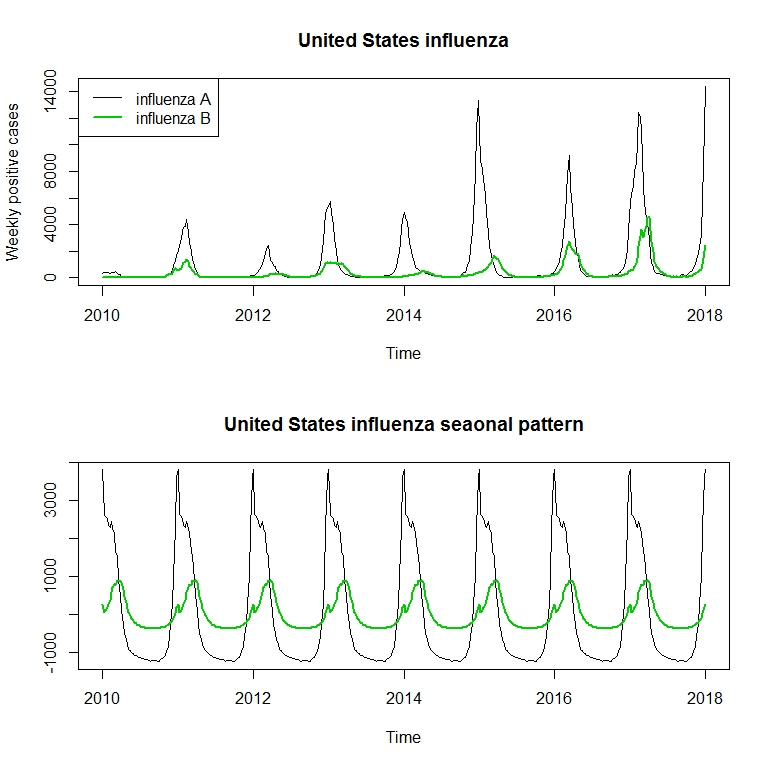 United States influenza
Weekly positive cases
14000
8000
4000
0
influenza A
influenza B
2010 2012 2014 2016 2018
Time
United States influenza seaonal pattern
3000
1000
-1000
2010 2012 2014 2016 2018
Time